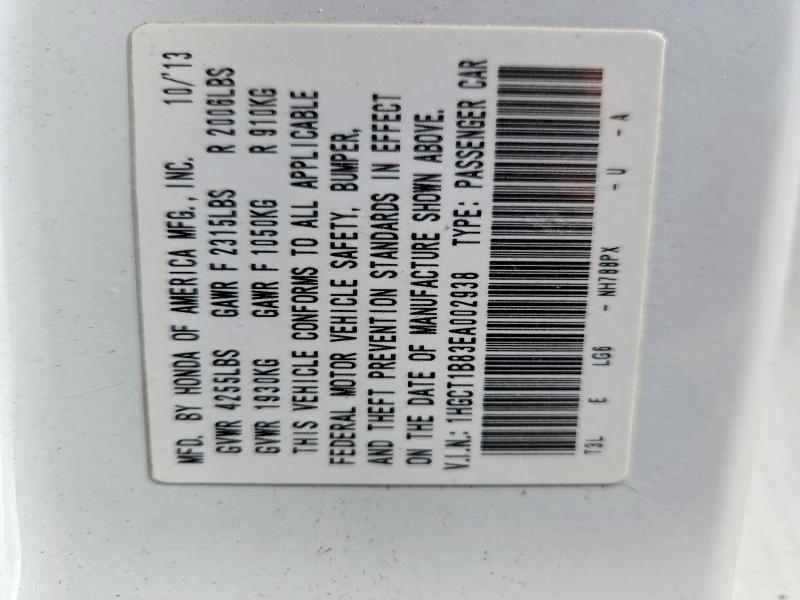 MFD. BY HONDA OF AMERICA MFG., INC. 10/'13
GVWR 4255LBS GAWR F 2315LBS R 2006LBS
GVWR 1930KG GAWR F 1050KG R 910KG
THIS VEHICLE CONFORMS TO ALL APPLICABLE
FEDERAL MOTOR VEHICLE SAFETY, BUMPER,
AND THEFT PREVENTION STANDARDS IN EFFECT
ON THE DATE OF MANUFACTURE SHOWN ABOVE.
V.I.N.: 1HGCT1B83EA002938 TYPE: PASSENGER CAR
T3L E LG6 - NH788PX - U - A